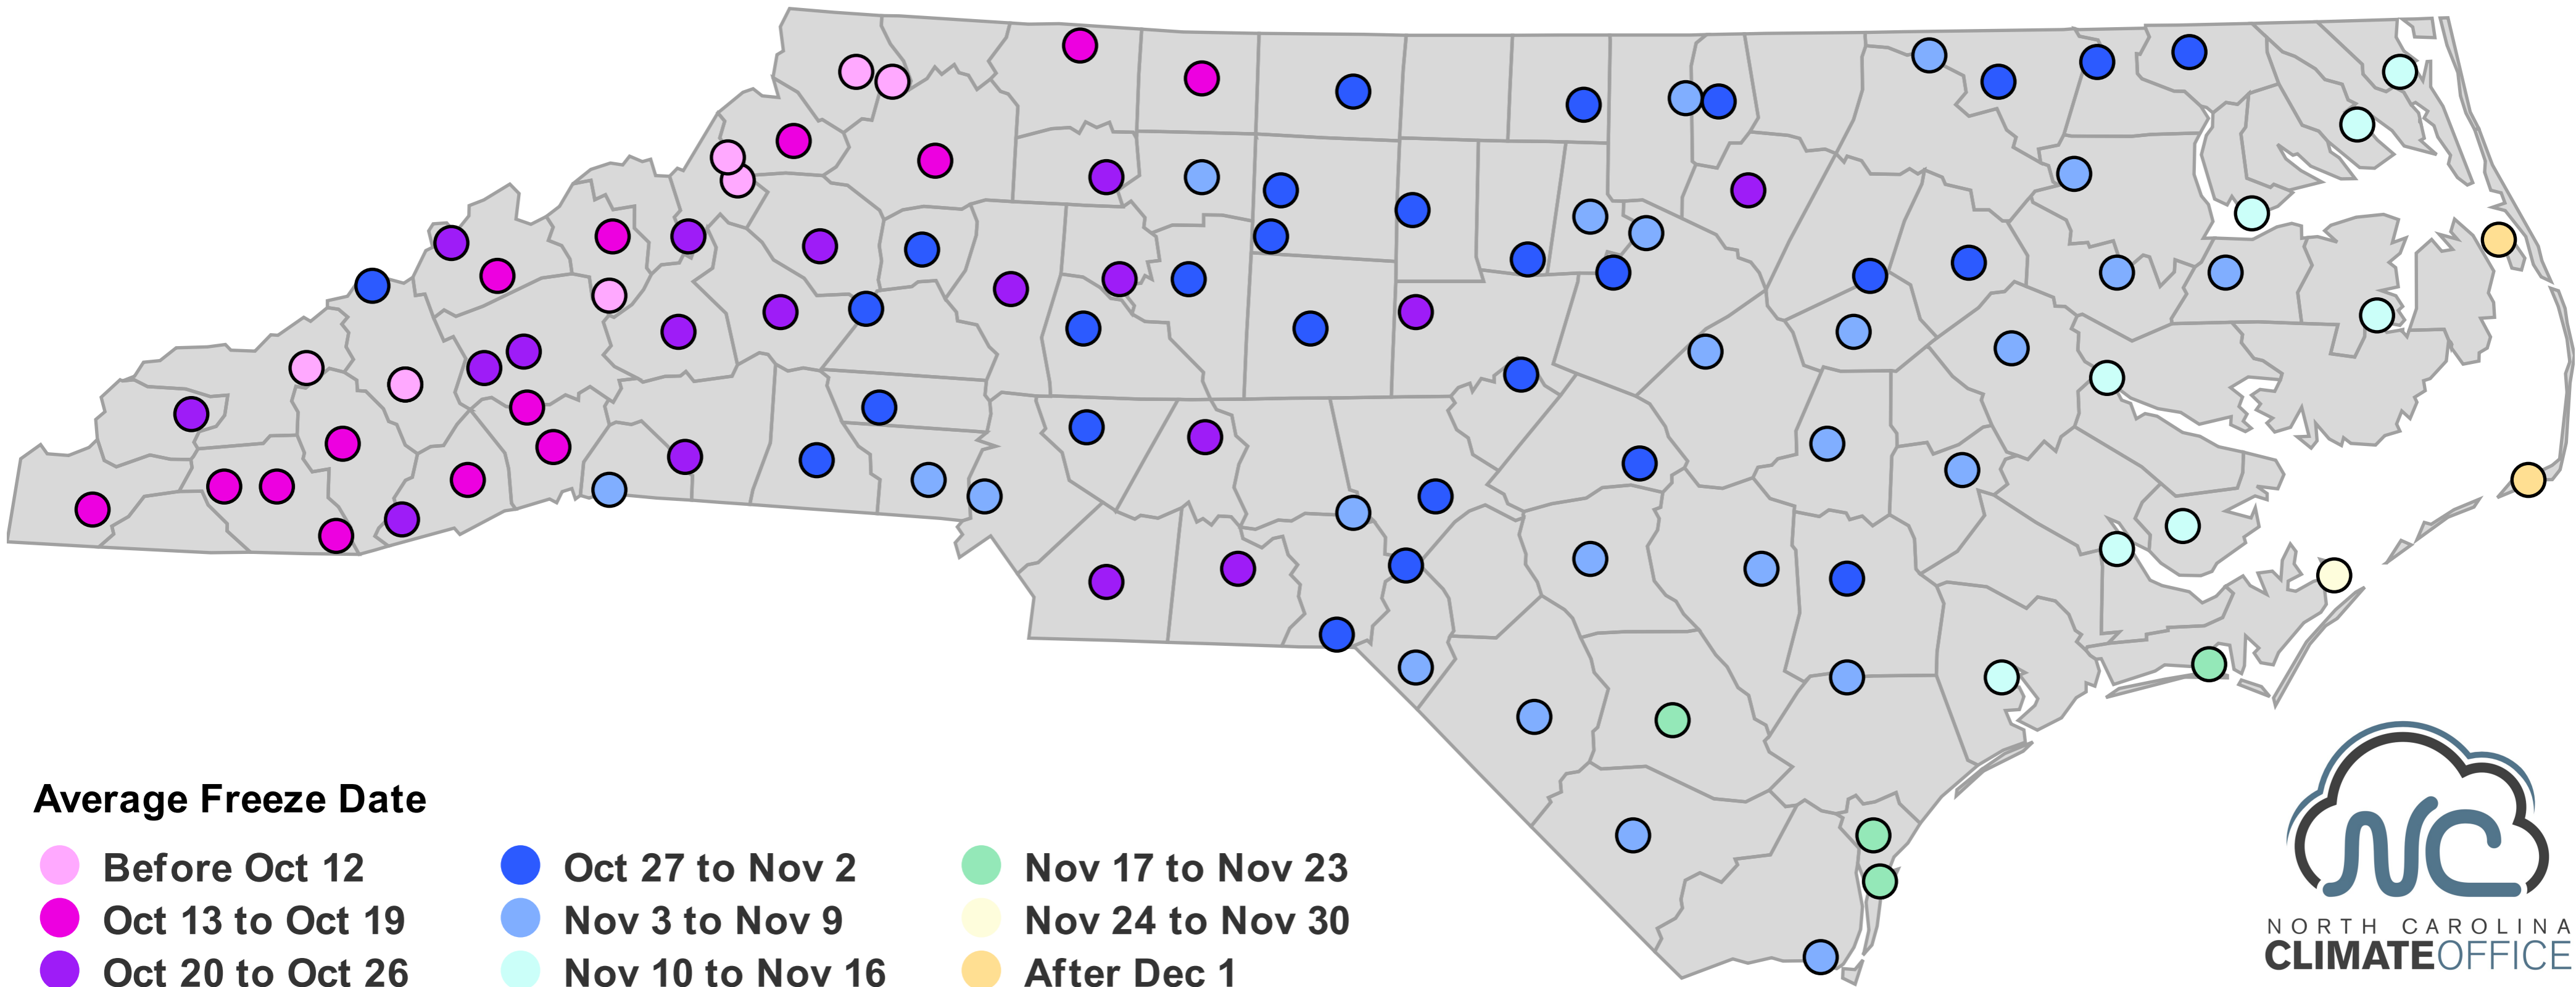 Average Freeze Date
Before Oct 12
Oct 13 to Oct 19
Oct 20 to Oct 26
Oct 27 to Nov 2
Nov 3 to Nov 9
Nov 10 to Nov 16
Nov 17 to Nov 23
Nov 24 to Nov 30
After Dec 1
NC
NORTH CAROLINA
CLIMATEOFFICE